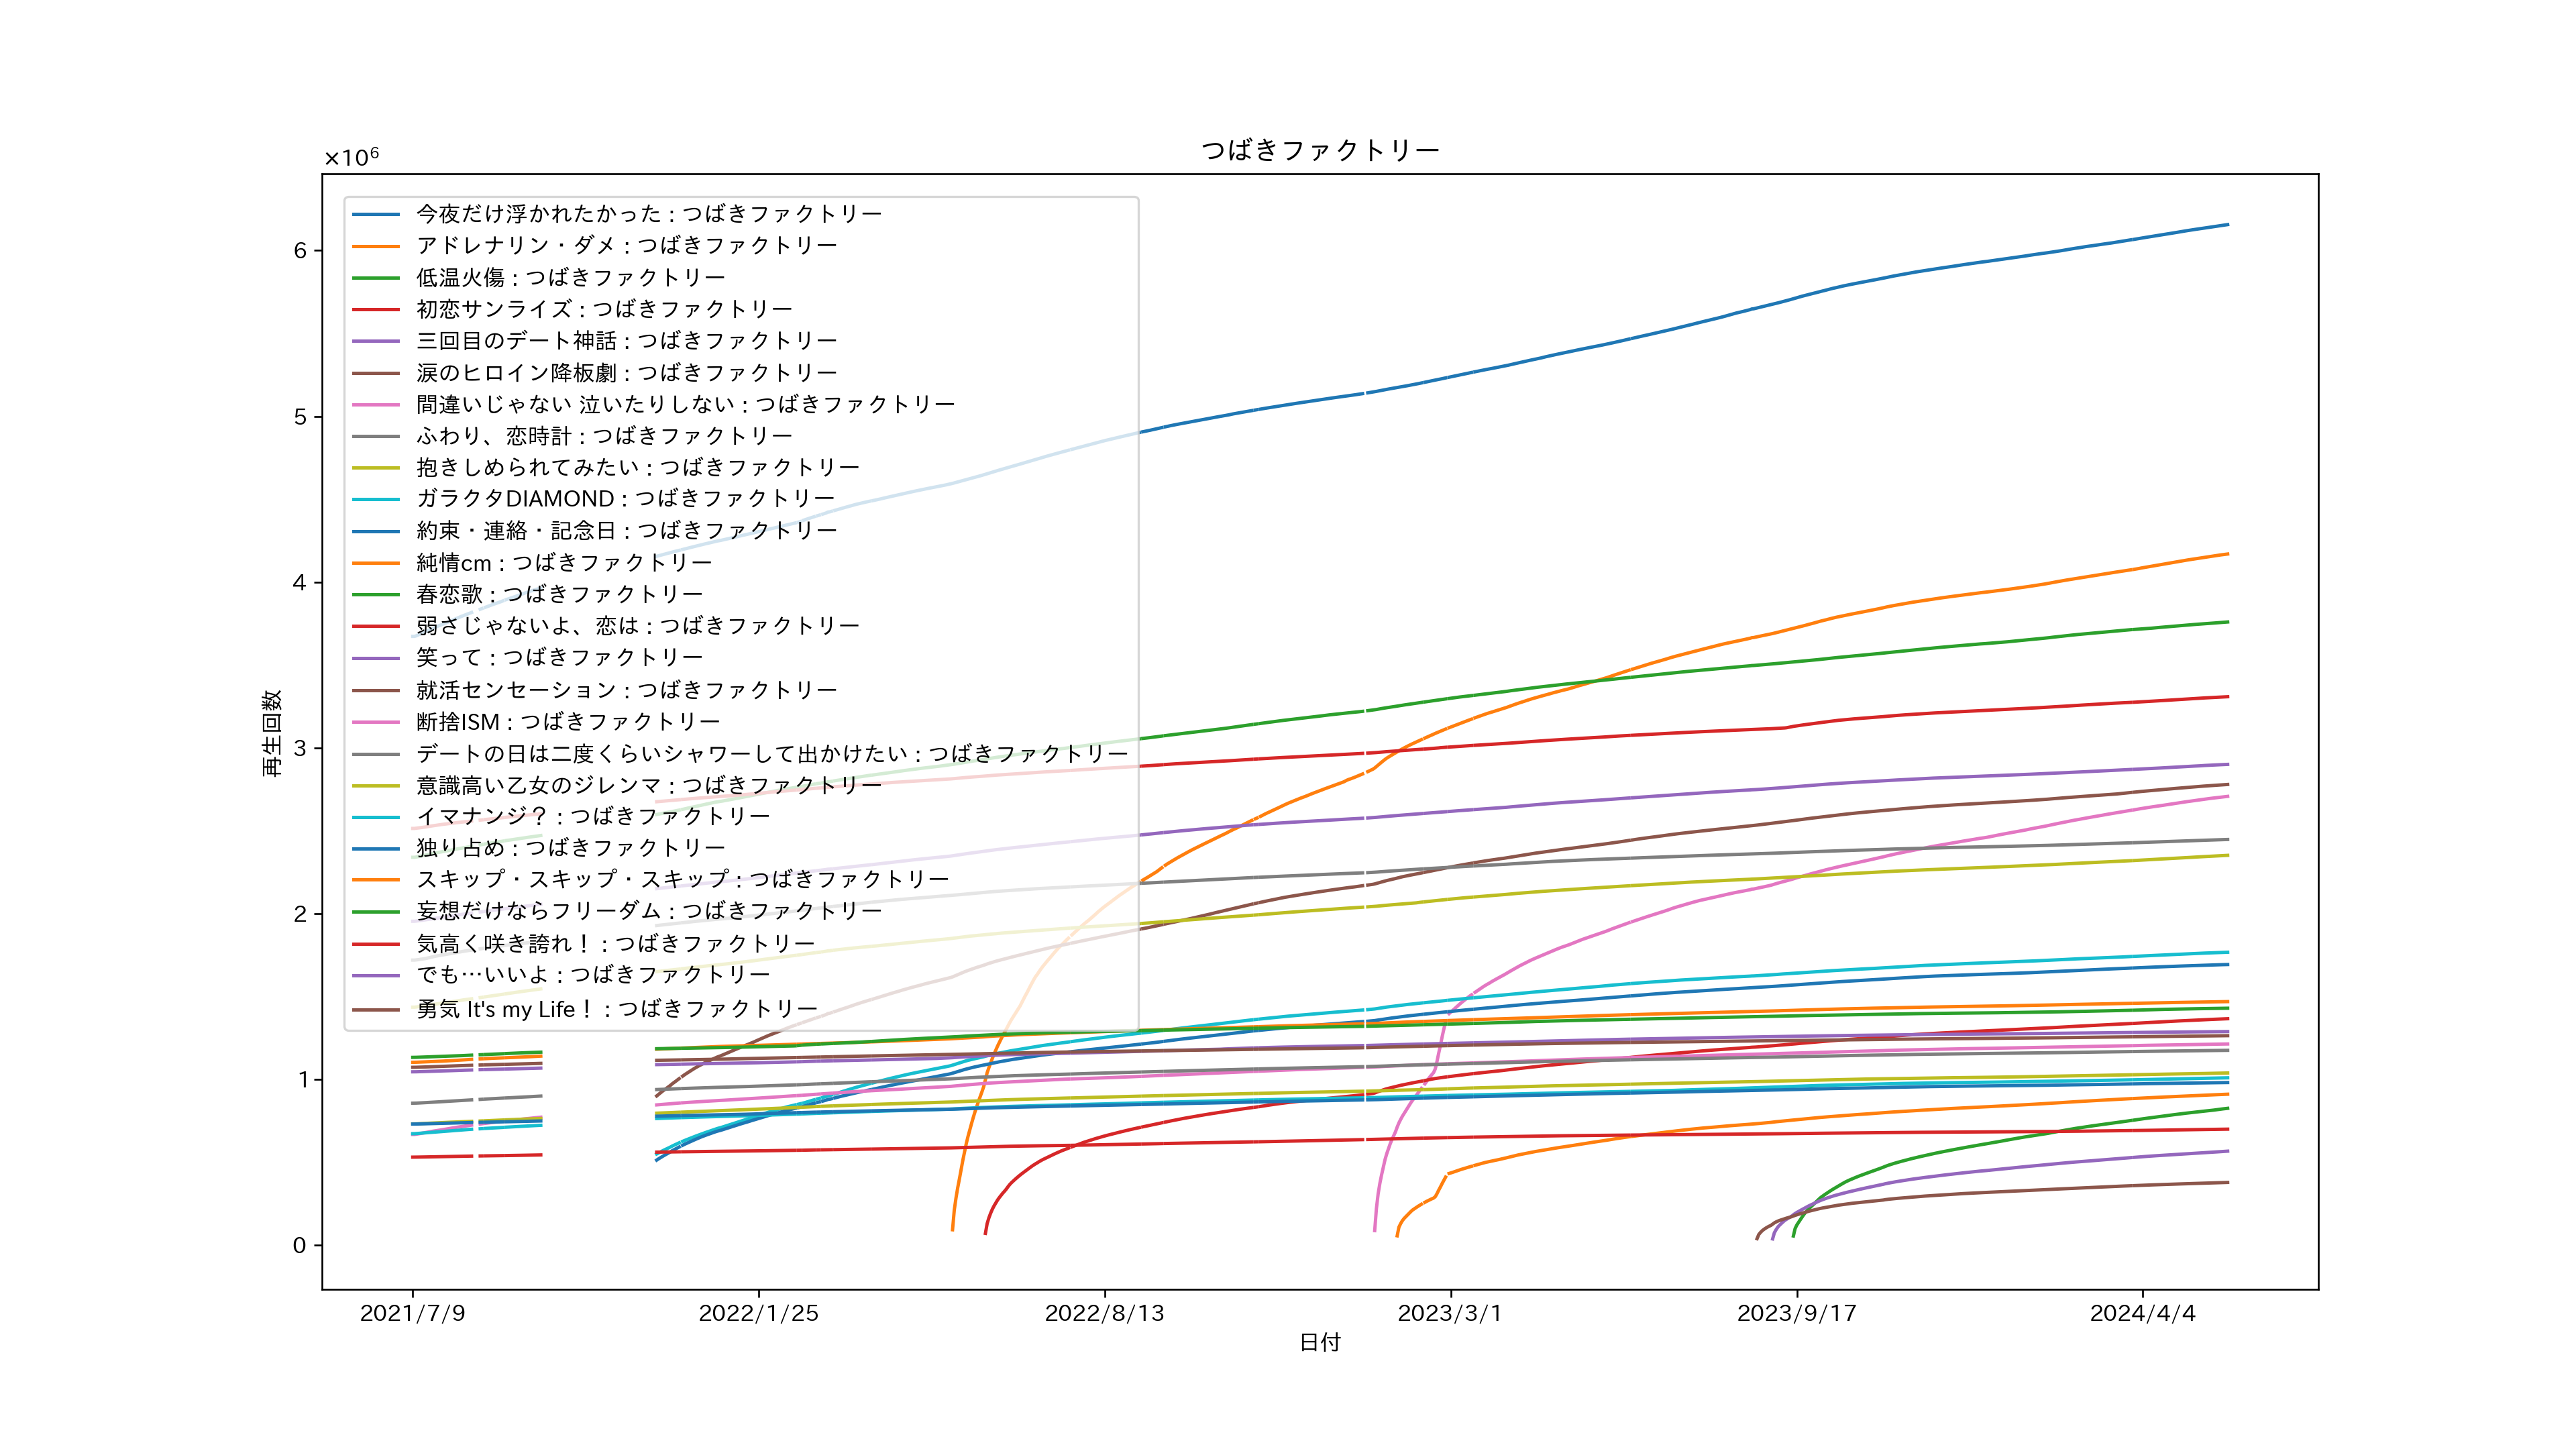 つばきファクトリー
×10⁶
今夜だけ浮かれたかった : つばきファクトリー
アドレナリン・ダメ : つばきファクトリー
低温火傷 : つばきファクトリー
初恋サンライズ : つばきファクトリー
三回目のデート神話 : つばきファクトリー
涙のヒロイン降板劇 : つばきファクトリー
間違いじゃない 泣いたりしない : つばきファクトリー
ふわり、恋時計 : つばきファクトリー
抱きしめられてみたい : つばきファクトリー
ガラクタDIAMOND : つばきファクトリー
約束・連絡・記念日 : つばきファクトリー
純情cm : つばきファクトリー
春恋歌 : つばきファクトリー
弱さじゃないよ、恋は : つばきファクトリー
笑って : つばきファクトリー
就活センセーション : つばきファクトリー
断捨ISM : つばきファクトリー
デートの日は二度くらいシャワーして出かけたい : つばきファクトリー
意識高い乙女のジレンマ : つばきファクトリー
イマナンジ？ : つばきファクトリー
独り占め : つばきファクトリー
スキップ・スキップ・スキップ : つばきファクトリー
妄想だけならフリーダム : つばきファクトリー
気高く咲き誇れ！ : つばきファクトリー
でも…いいよ : つばきファクトリー
勇気 It's my Life！ : つばきファクトリー
6
5
4
3
2
1
0
再生回数
2021/7/9
2022/1/25
2022/8/13
2023/3/1
2023/9/17
2024/4/4
日付